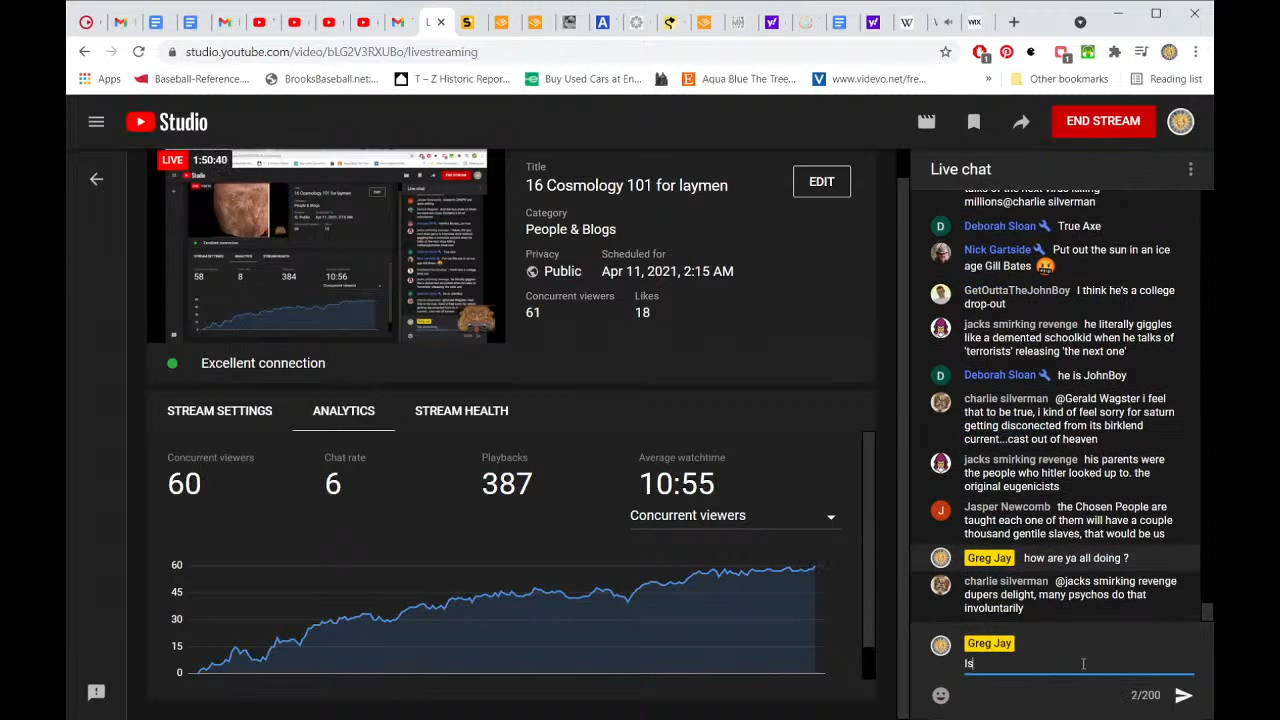 L
studio.youtube.com/video/bLG2V3RXUBo/livestreaming
Apps
Baseball-Reference...
BrooksBaseball.net:...
T – Z Historic Repor...
Buy Used Cars at En...
Aqua Blue The Tree...
www.videvo.net/fre...
»
Other bookmarks
Reading list
Studio
END STREAM
LIVE 1:50:40
Title
16 Cosmology 101 for laymen
EDIT
Category
People & Blogs
Privacy
Public
Scheduled for
Apr 11, 2021, 2:15 AM
Concurrent viewers
61
Likes
18
Excellent connection
STREAM SETTINGS
ANALYTICS
STREAM HEALTH
Concurrent viewers
60
Chat rate
6
Playbacks
387
Average watchtime
10:55
Concurrent viewers
60
45
30
15
0
Live chat
talks of the next virus killing
millions@charlie silverman
Deborah Sloan True Axe
Nick Gartside Put out the sun an ice
age Gill Bates
GetOuttaTheJohnBoy I think hes a college
drop-out
jacks smirking revenge he literally giggles
like a demented schoolkid when he talks of
'terrorists' releasing 'the next one'
Deborah Sloan he is JohnBoy
charlie silverman @Gerald Wagster i feel
that to be true, i kind of feel sorry for saturn
getting disconected from its birklend
current...cast out of heaven
jacks smirking revenge his parents were
the people who hitler looked up to. the
original eugenicists
Jasper Newcomb the Chosen People are
taught each one of them will have a couple
thousand gentile slaves, that would be us
Greg Jay how are ya all doing ?
charlie silverman @jacks smirking revenge
dupers delight, many psychos do that
involuntarily
Greg Jay
Is
2/200